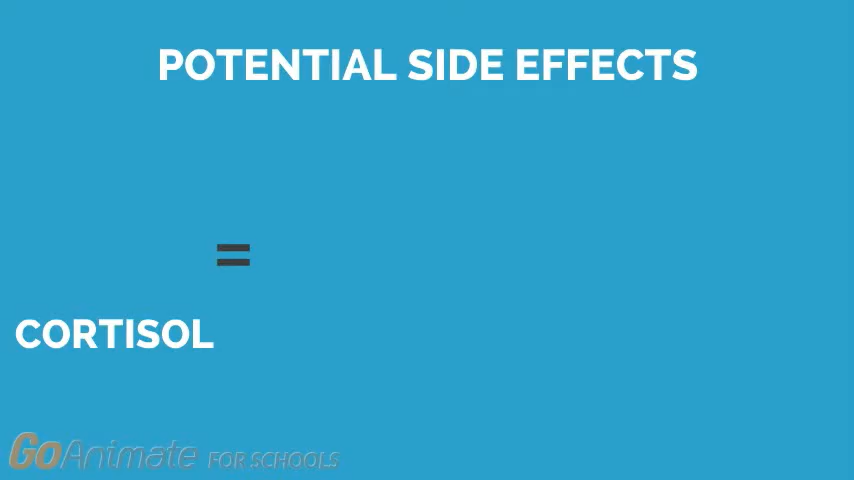 POTENTIAL SIDE EFFECTS
=
CORTISOL
GoAnimate FOR SCHOOLS